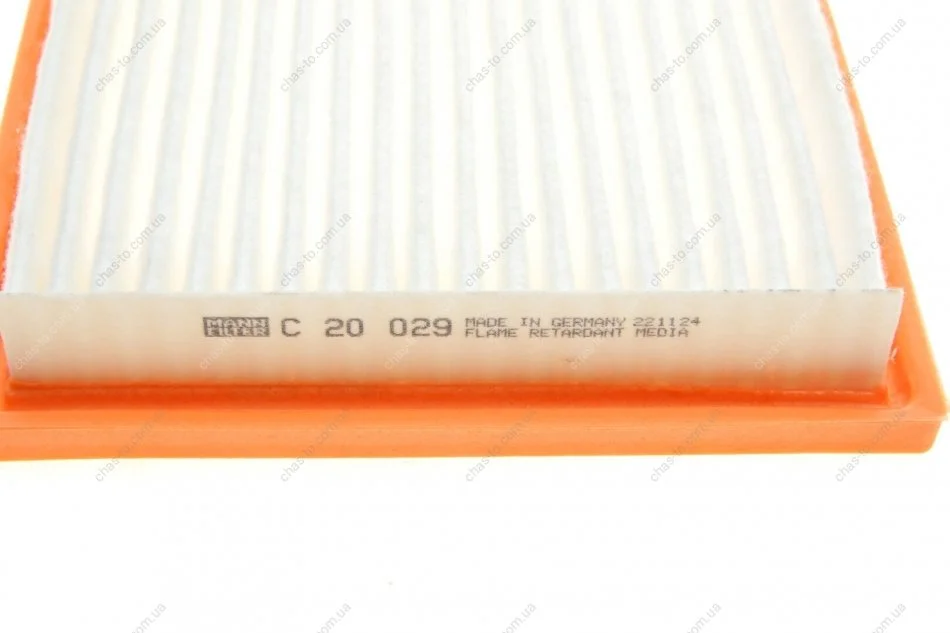 MANN FILTER C 20 029 MADE IN GERMANY 221124
FLAME RETARDANT MEDIA
chas-to.com.ua